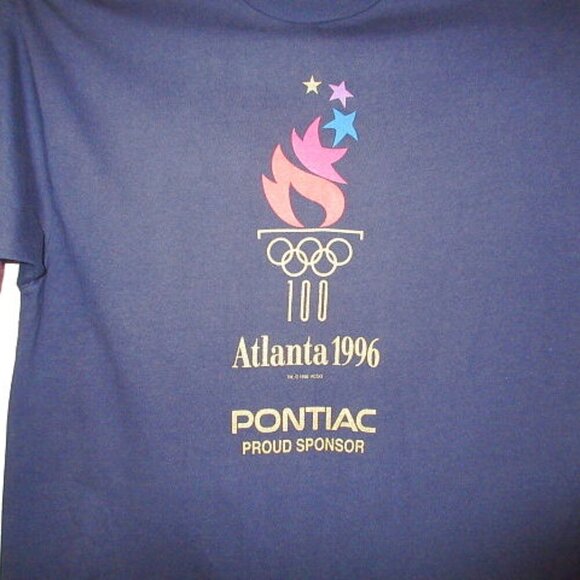 100
Atlanta 1996
PONTIAC
PROUD SPONSOR